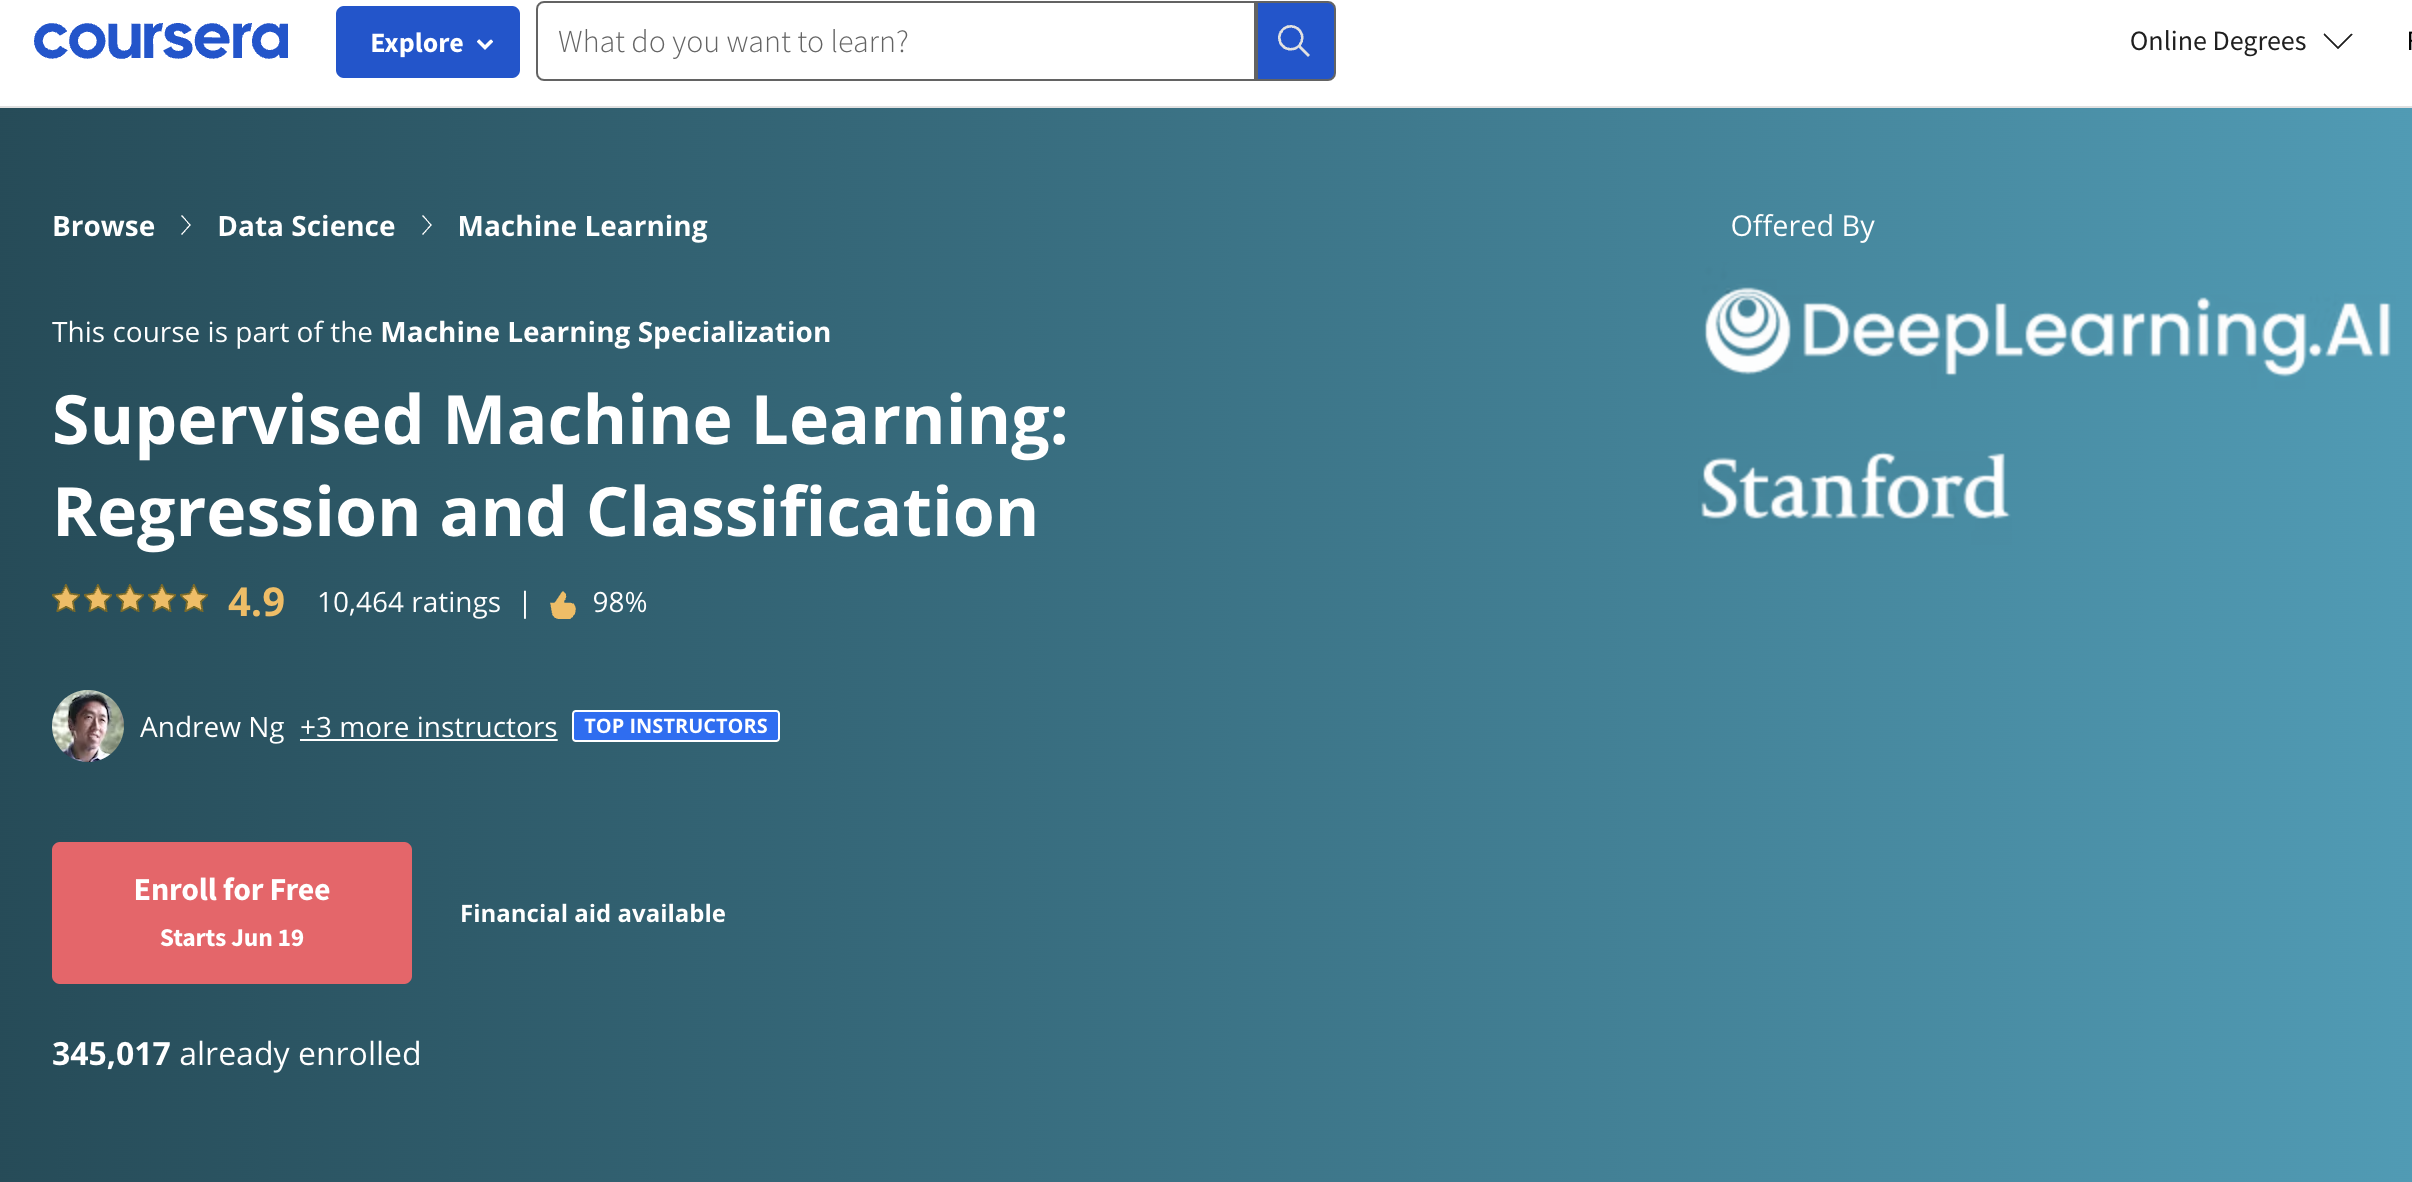 coursera
Explore
What do you want to learn?
Online Degrees
Browse > Data Science > Machine Learning
Offered By
This course is part of the Machine Learning Specialization
DeepLearning.AI
Supervised Machine Learning:
Regression and Classification
Stanford
4.9 10,464 ratings | 98%
Andrew Ng +3 more instructors TOP INSTRUCTORS
Enroll for Free
Starts Jun 19
Financial aid available
345,017 already enrolled